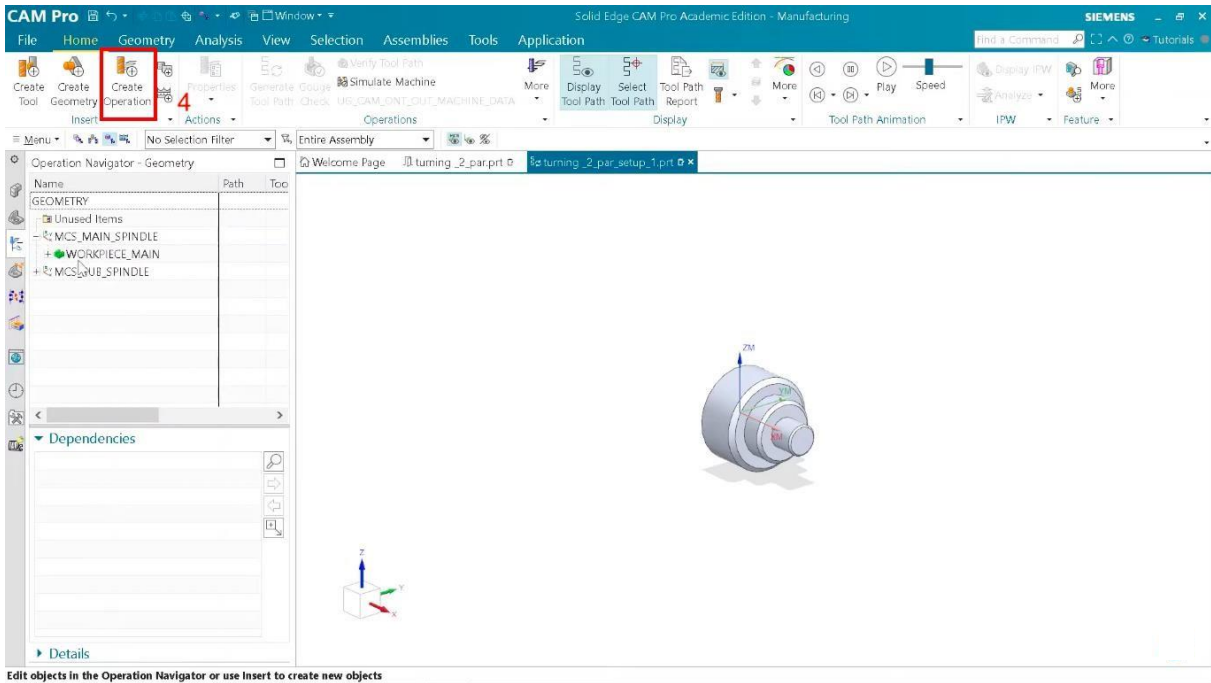 CAM Pro Window Solid Edge CAM Pro Academic Edition - Manufacturing SIEMENS
File Home Geometry Analysis View Selection Assemblies Tools Application Find a Command Tutorials
Create Tool
Create Geometry
Create Operation
4
Properties
Insert
Actions
Generate Tool Path
Gouge Check
Verify Tool Path
Simulate Machine
More
Operations
Display Tool Path
Select Tool Path
Tool Path Report
More
Display
Play
Speed
Tool Path Animation
Display IPW
Analyze
IPW
More
Feature
Menu No Selection Filter Entire Assembly
Operation Navigator - Geometry
Welcome Page turning _2_par.prt turning _2_par_setup_1.prt
Name Path Too
GEOMETRY
Unused Items
MCS_MAIN_SPINDLE
WORKPIECE_MAIN
MCS_SUB_SPINDLE
ZM
YM
XM
Dependencies
Z
Y
X
Details
Edit objects in the Operation Navigator or use Insert to create new objects